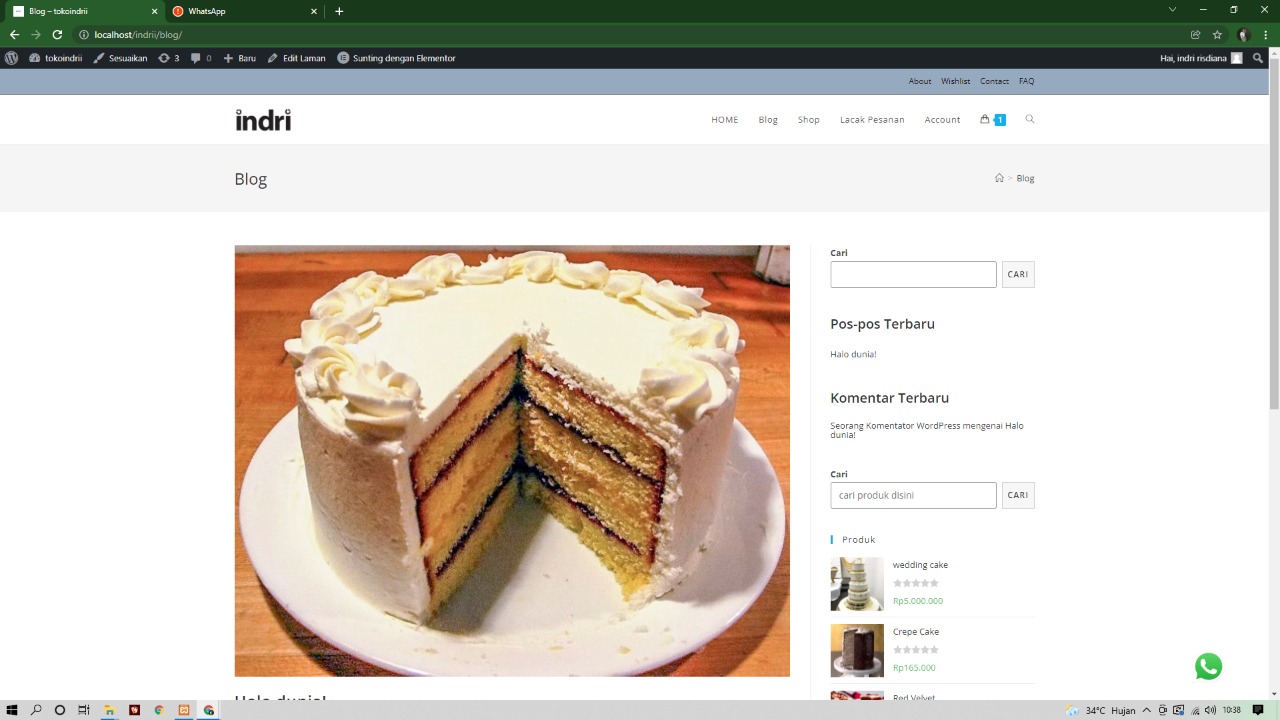 Blog – tokoindrii
WhatsApp
localhost/indrii/blog/
tokoindrii
Sesuaikan
3
0
Baru
Edit Laman
Sunting dengan Elementor
Hai, indri risdiana
About
Wishlist
Contact
FAQ
indri
HOME
Blog
Shop
Lacak Pesanan
Account
1
Blog
> Blog
Cari
CARI
Pos-pos Terbaru
Halo dunia!
Komentar Terbaru
Seorang Komentator WordPress mengenai Halo
dunia!
Cari
cari produk disini
CARI
Produk
wedding cake
Rp5.000.000
Crepe Cake
Rp165.000
Red Velvet
Halo dunia!
34°C Hujan
10:38